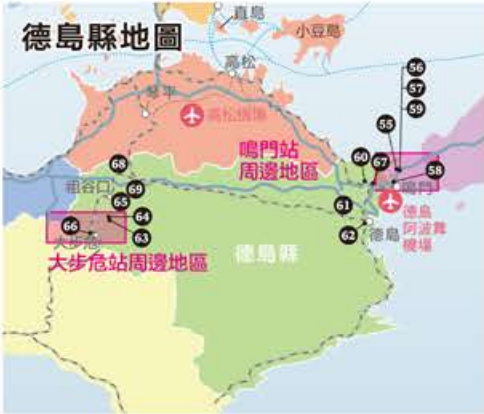 德島縣地圖
直島
小豆島
高松
琴平
高松機場
56
57
59
55
鳴門站
周邊地區
60
67
58
鳴門
68
祖谷口
69
65
64
61
德島
阿波舞
機場
66
63
大步危
62
德島
德島縣
大步危站周邊地區